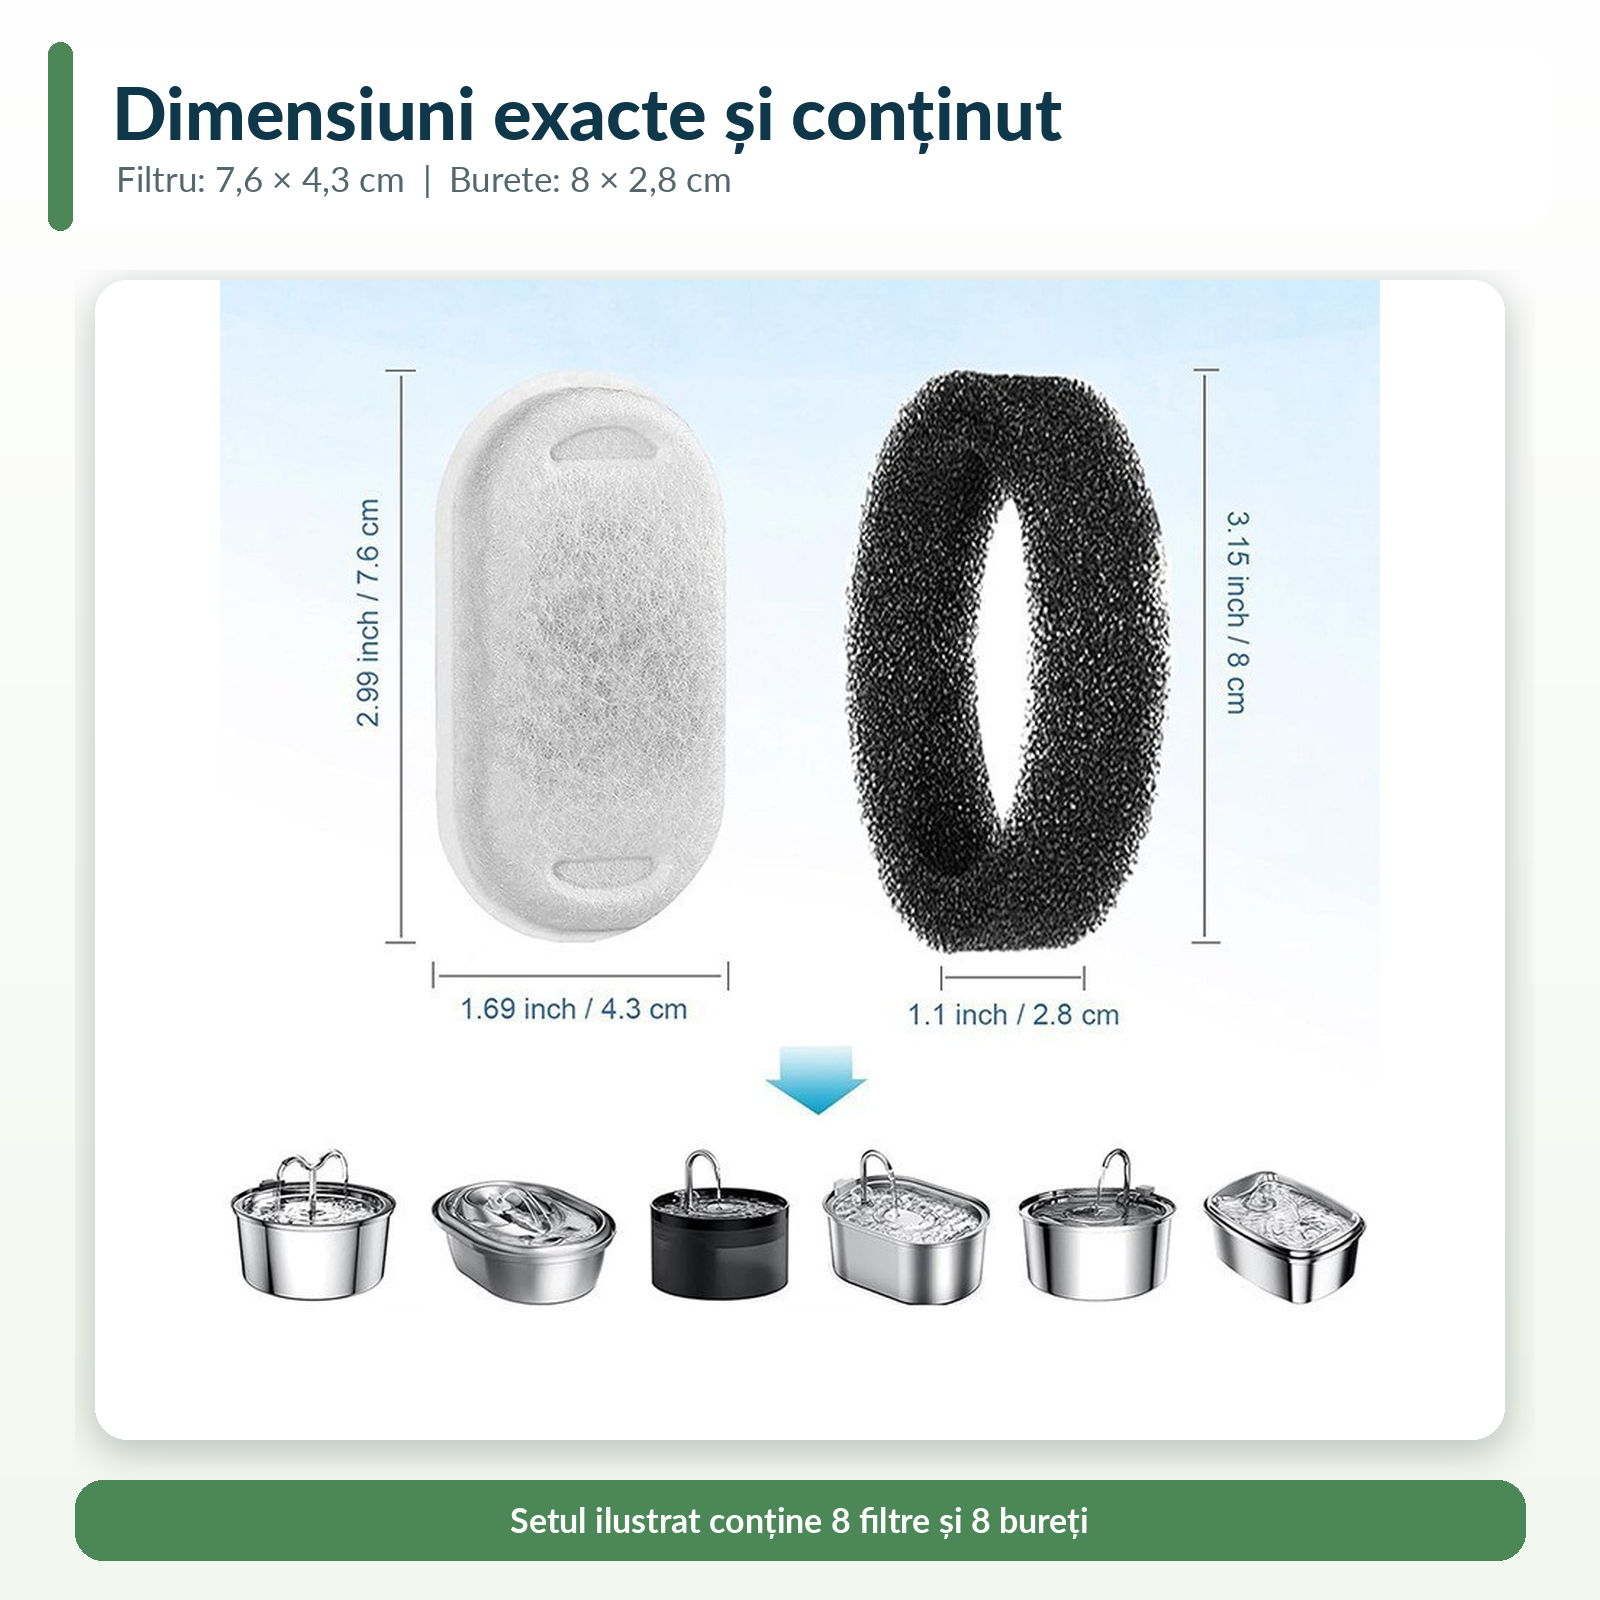 Dimensiuni exacte și conținut
Filtru: 7,6 × 4,3 cm | Burete: 8 × 2,8 cm
2.99 inch / 7.6 cm
3.15 inch / 8 cm
1.69 inch / 4.3 cm
1.1 inch / 2.8 cm
Setul ilustrat conține 8 filtre și 8 bureți